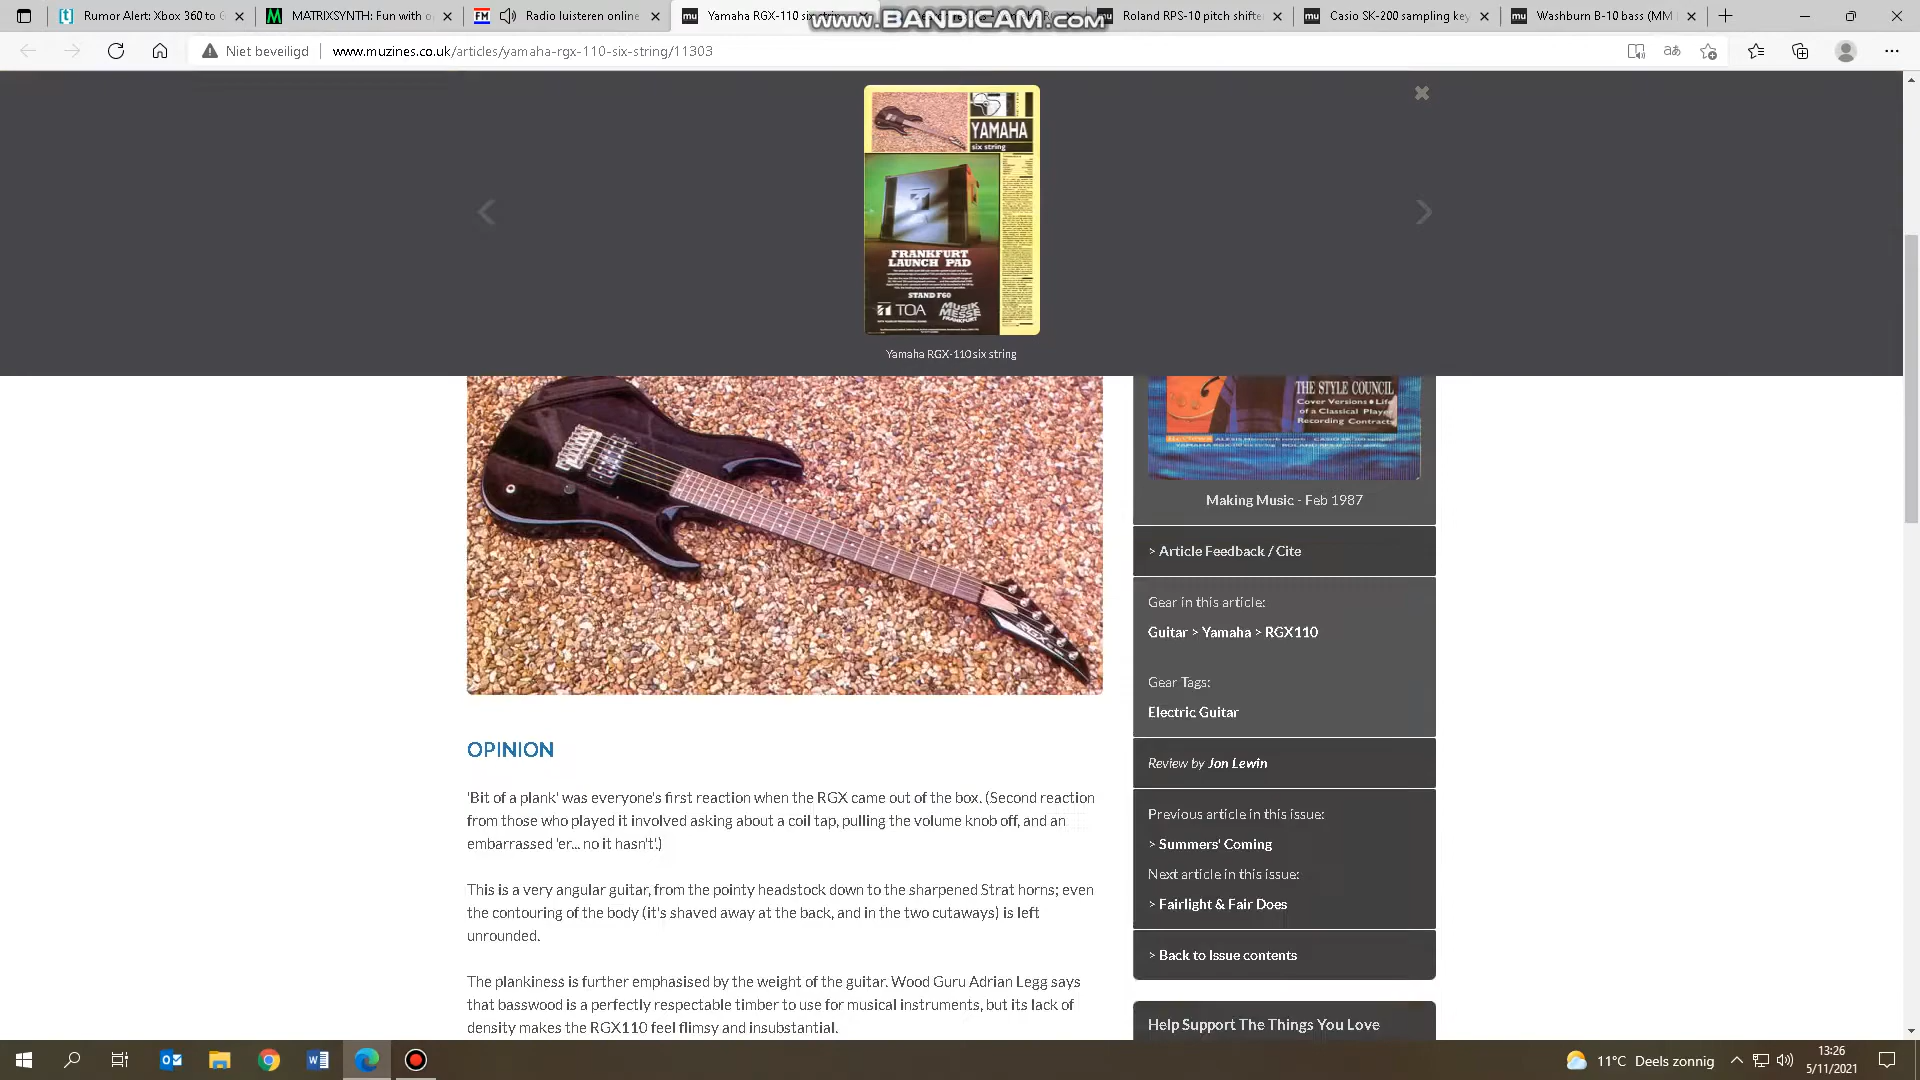 Rumor Alert: Xbox 360 to G
MATRIXSYNTH: Fun with o
Radio luisteren online
Yamaha RGX-110 six string
www.BANDICAM.com
Roland RPS-10 pitch shifte
Casio SK-200 sampling key
Washburn B-10 bass (MM
Niet beveiligd
www.muzines.co.uk/articles/yamaha-rgx-110-six-string/11303
YAMAHA
six string
FRANKFURT
LAUNCH PAD
STAND F60
TOA
MUSIK
MESSE
FRANKFURT
Yamaha RGX-110 six string
THE STYLE COUNCIL
Cover Versions • Life
of a Classical Player
Recording Contracts
RGX
Making Music - Feb 1987
> Article Feedback / Cite
Gear in this article:
Guitar > Yamaha > RGX110
Gear Tags:
Electric Guitar
Review by Jon Lewin
Previous article in this issue:
> Summers' Coming
Next article in this issue:
> Fairlight & Fair Does
> Back to Issue contents
Help Support The Things You Love
OPINION
'Bit of a plank' was everyone's first reaction when the RGX came out of the box. (Second reaction
from those who played it involved asking about a coil tap, pulling the volume knob off, and an
embarrassed 'er... no it hasn't'.)
This is a very angular guitar, from the pointy headstock down to the sharpened Strat horns; even
the contouring of the body (it's shaved away at the back, and in the two cutaways) is left
unrounded.
The plankiness is further emphasised by the weight of the guitar. Wood Guru Adrian Legg says
that basswood is a perfectly respectable timber to use for musical instruments, but its lack of
density makes the RGX110 feel flimsy and insubstantial.
11°C Deels zonnig
13:26
5/11/2021